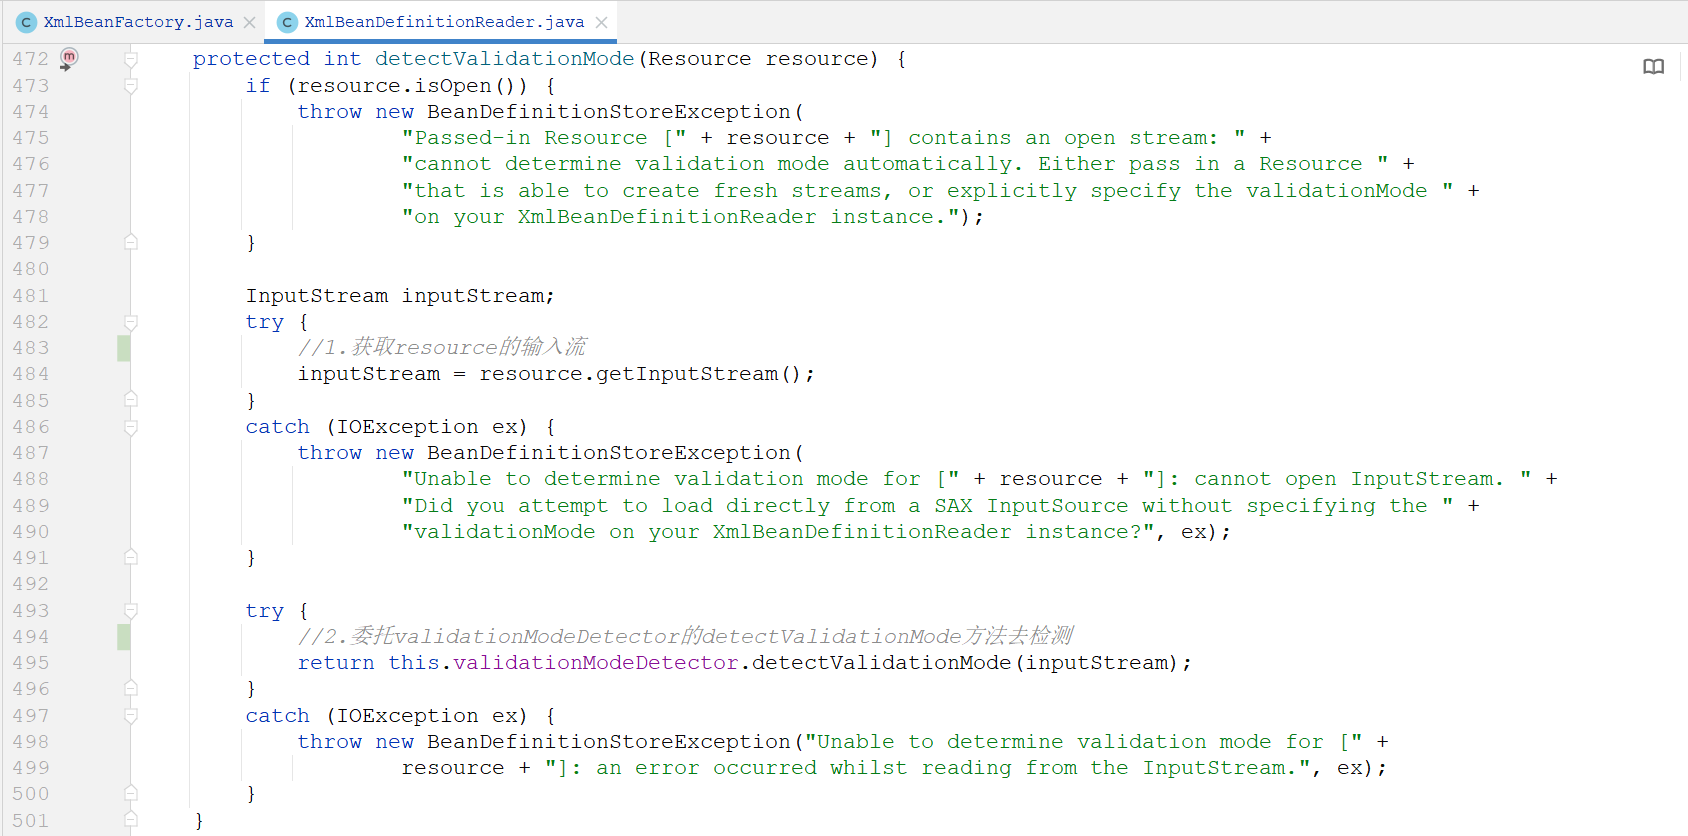 XmlBeanFactory.java XmlBeanDefinitionReader.java
472 protected int detectValidationMode(Resource resource) {
473 if (resource.isOpen()) {
474 throw new BeanDefinitionStoreException(
475 "Passed-in Resource [" + resource + "] contains an open stream: " +
476 "cannot determine validation mode automatically. Either pass in a Resource " +
477 "that is able to create fresh streams, or explicitly specify the validationMode " +
478 "on your XmlBeanDefinitionReader instance.");
479 }
480
481 InputStream inputStream;
482 try {
483 //1.获取resource的输入流
484 inputStream = resource.getInputStream();
485 }
486 catch (IOException ex) {
487 throw new BeanDefinitionStoreException(
488 "Unable to determine validation mode for [" + resource + "]: cannot open InputStream. " +
489 "Did you attempt to load directly from a SAX InputSource without specifying the " +
490 "validationMode on your XmlBeanDefinitionReader instance?", ex);
491 }
492
493 try {
494 //2.委托validationModeDetector的detectValidationMode方法去检测
495 return this.validationModeDetector.detectValidationMode(inputStream);
496 }
497 catch (IOException ex) {
498 throw new BeanDefinitionStoreException("Unable to determine validation mode for [" +
499 resource + "]: an error occurred whilst reading from the InputStream.", ex);
500 }
501 }